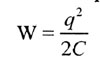 W = q²/2C